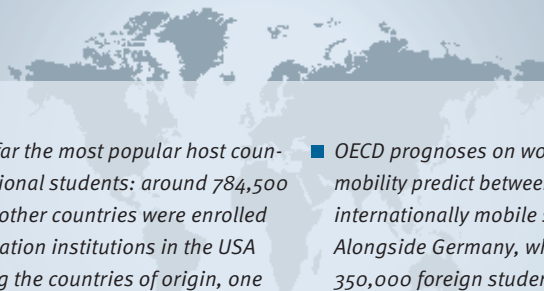 far the most popular host coun-
ional students: around 784,500
other countries were enrolled
ation institutions in the USA
g the countries of origin, one
OECD prognoses on wo
mobility predict between
internationally mobile s
Alongside Germany, wh
350,000 foreign studen